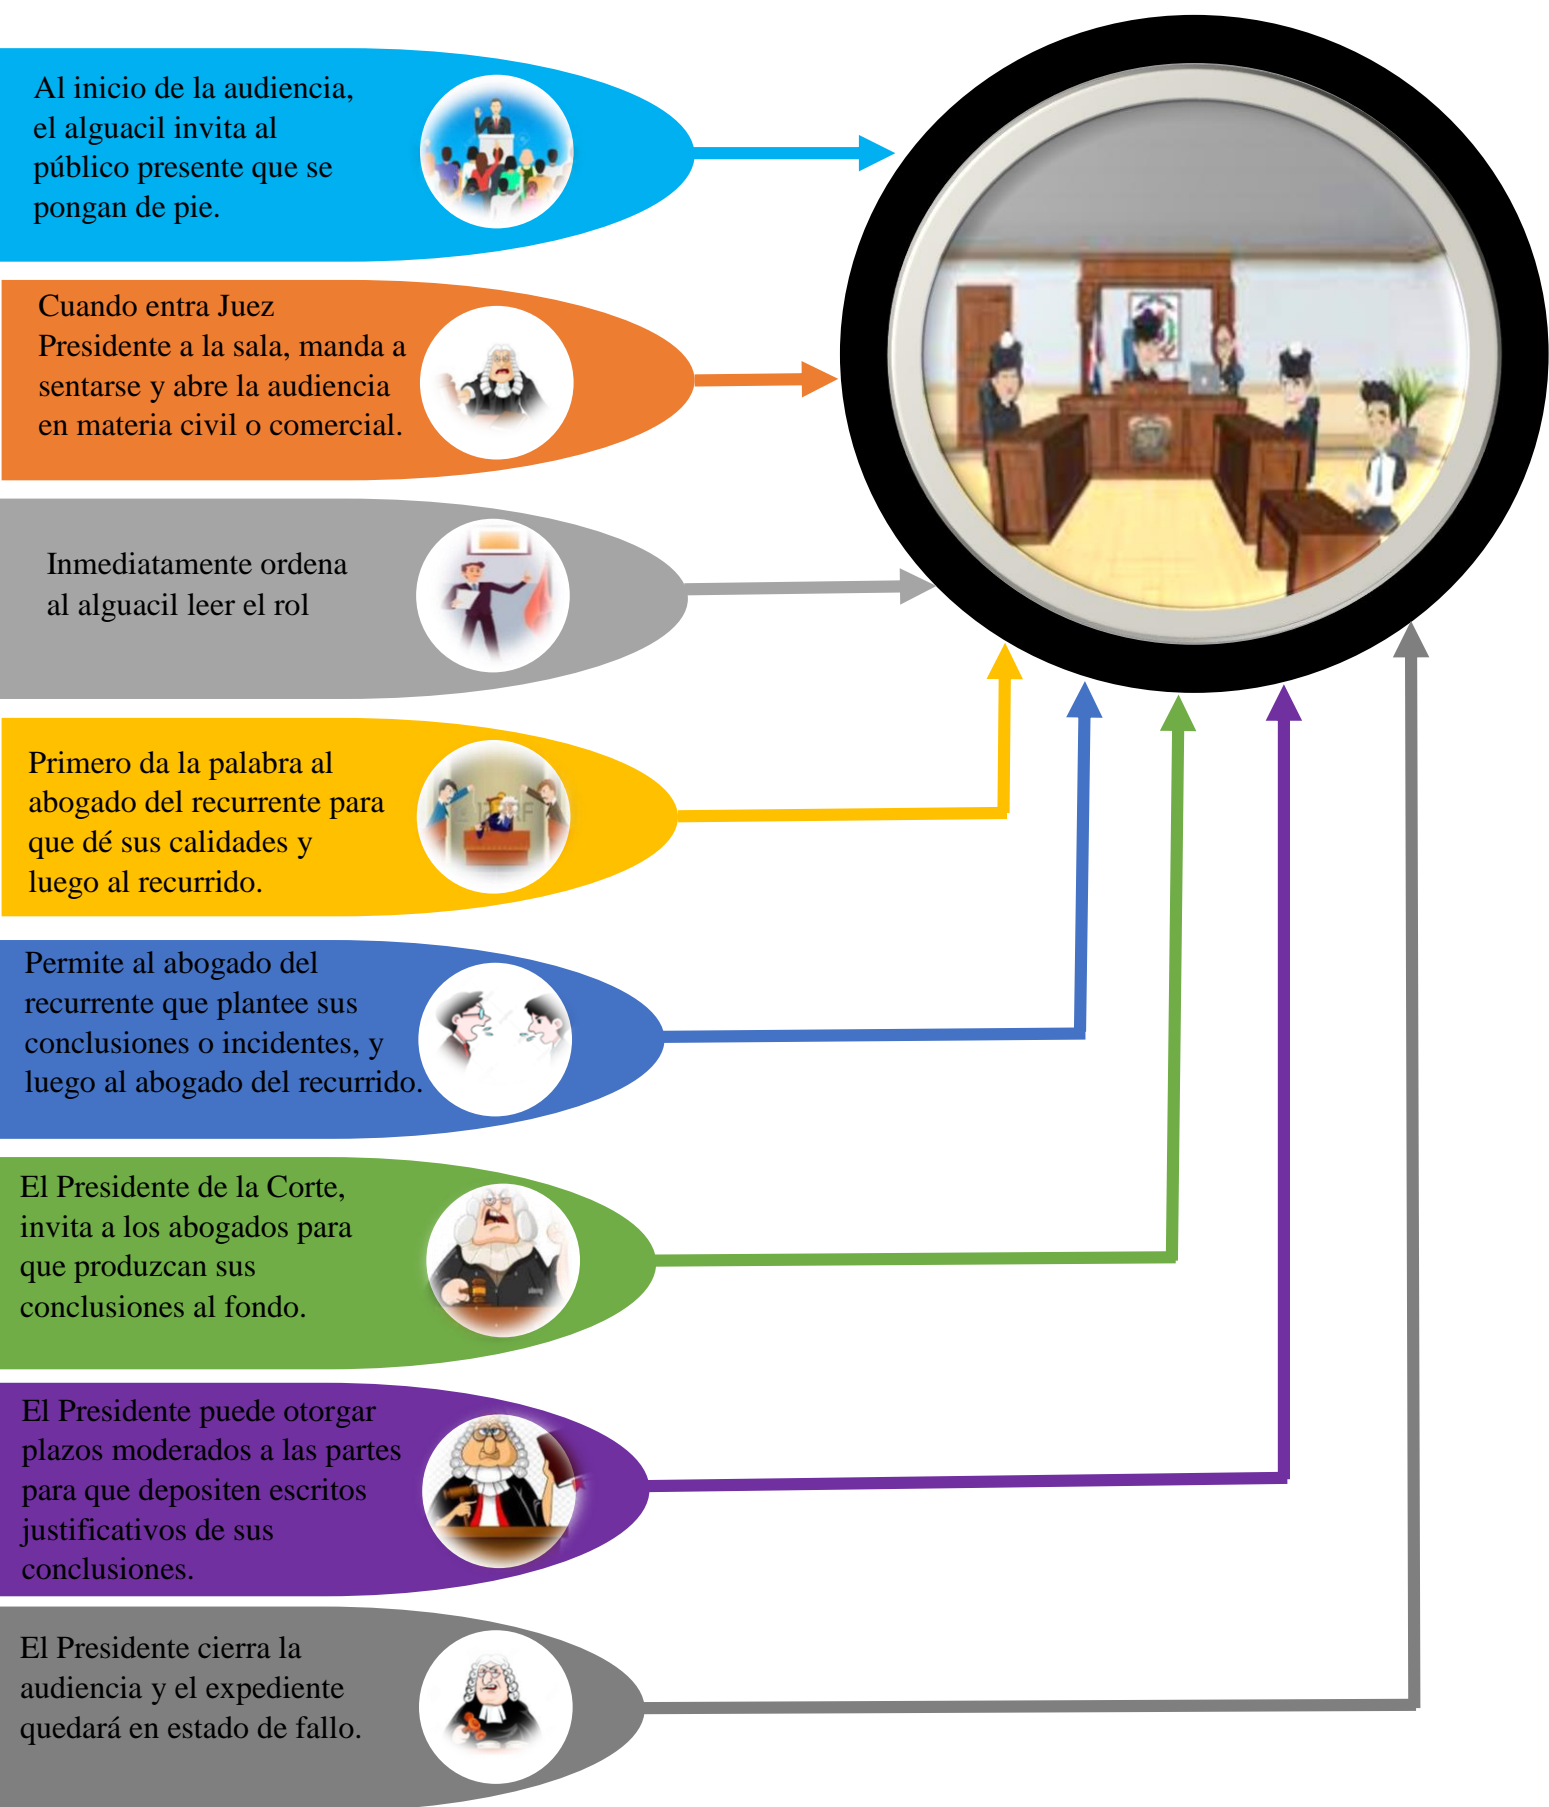 Al inicio de la audiencia,
el alguacil invita al
público presente que se
pongan de pie.
Cuando entra Juez
Presidente a la sala, manda a
sentarse y abre la audiencia
en materia civil o comercial.
Inmediatamente ordena
al alguacil leer el rol
Primero da la palabra al
abogado del recurrente para
que dé sus calidades y
luego al recurrido.
Permite al abogado del
recurrente que plantee sus
conclusiones o incidentes, y
luego al abogado del recurrido.
El Presidente de la Corte,
invita a los abogados para
que produzcan sus
conclusiones al fondo.
El Presidente puede otorgar
plazos moderados a las partes
para que depositen escritos
justificativos de sus
conclusiones.
El Presidente cierra la
audiencia y el expediente
quedará en estado de fallo.